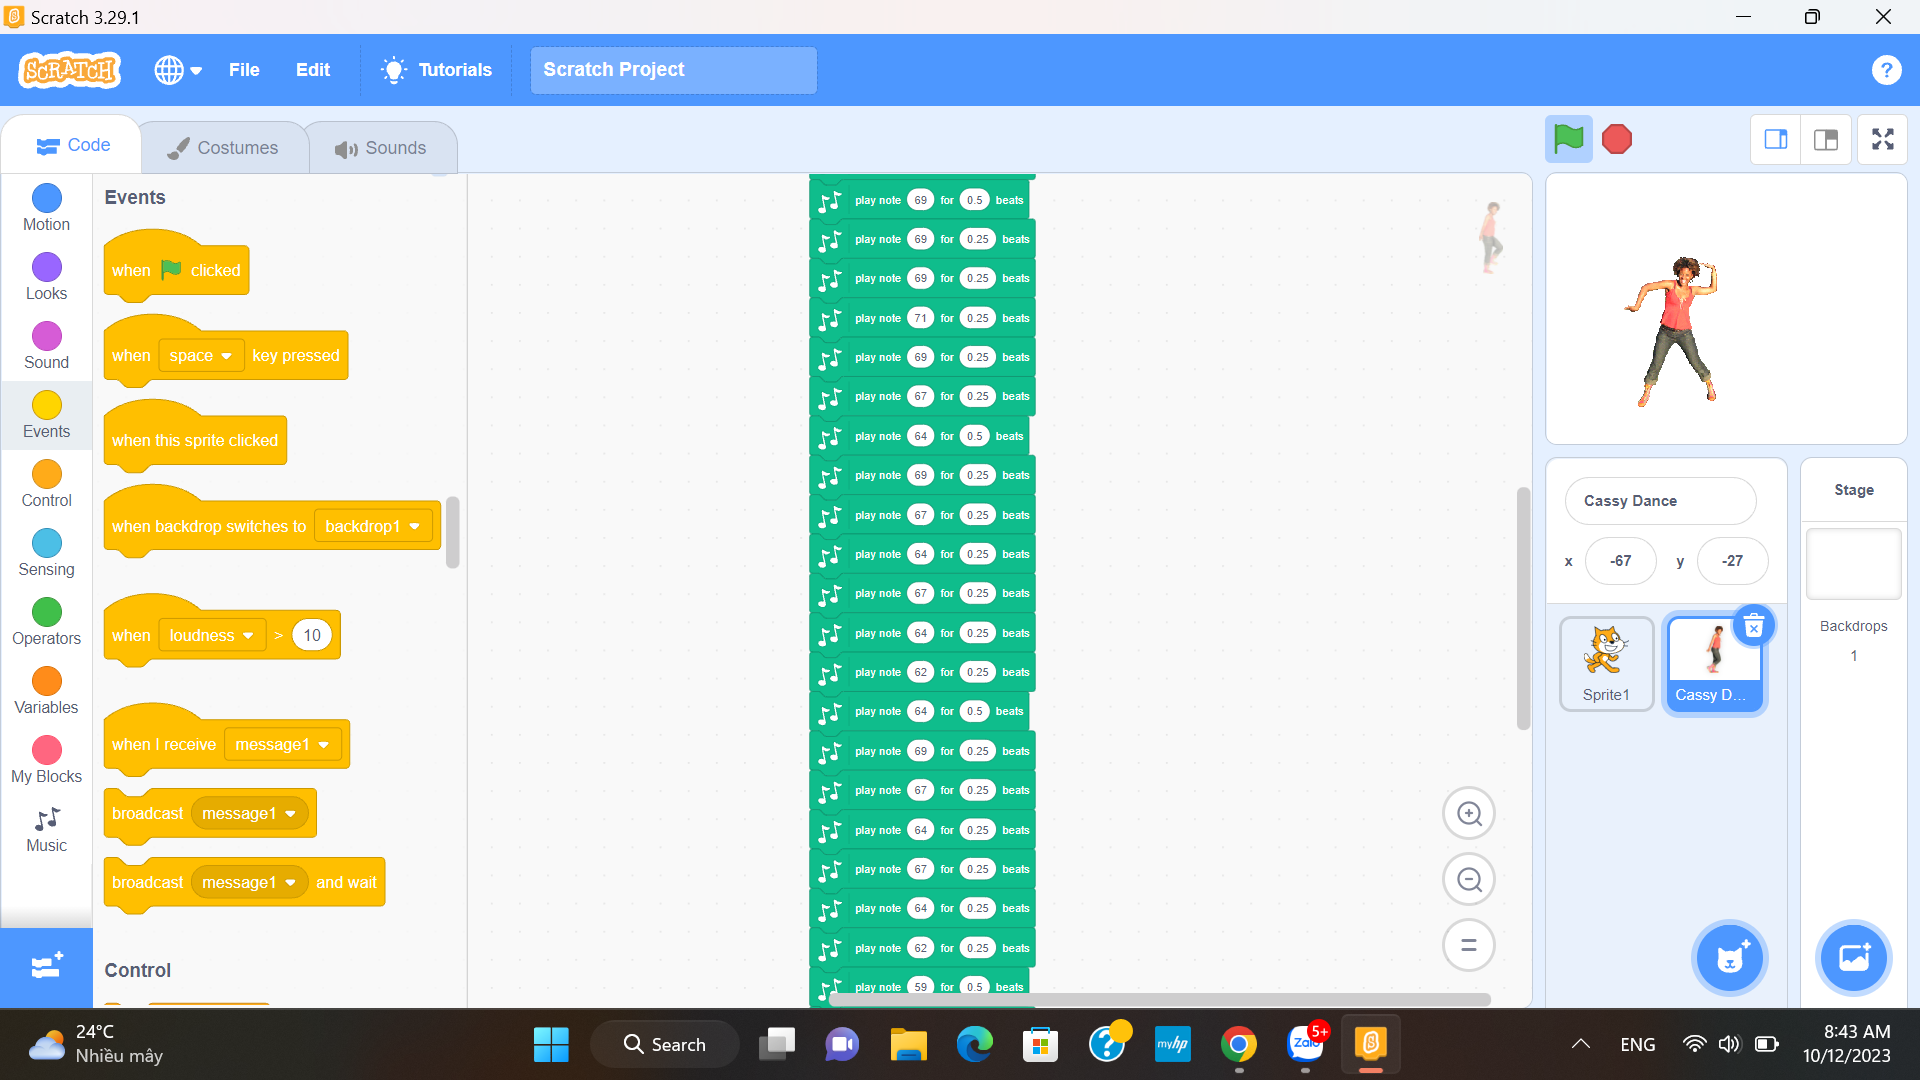 Scratch 3.29.1
SCRATCH
File
Edit
Tutorials
Scratch Project
?
Code
Costumes
Sounds
Motion
Looks
Sound
Events
Control
Sensing
Operators
Variables
My Blocks
Music
Events
when clicked
when space key pressed
when this sprite clicked
when backdrop switches to backdrop1
when loudness > 10
when I receive message1
broadcast message1
broadcast message1 and wait
Control
play note 69 for 0.5 beats
play note 69 for 0.25 beats
play note 69 for 0.25 beats
play note 71 for 0.25 beats
play note 69 for 0.25 beats
play note 67 for 0.25 beats
play note 64 for 0.5 beats
play note 69 for 0.25 beats
play note 67 for 0.25 beats
play note 64 for 0.25 beats
play note 67 for 0.25 beats
play note 64 for 0.25 beats
play note 62 for 0.25 beats
play note 64 for 0.5 beats
play note 69 for 0.25 beats
play note 67 for 0.25 beats
play note 64 for 0.25 beats
play note 67 for 0.25 beats
play note 64 for 0.25 beats
play note 62 for 0.25 beats
play note 59 for 0.5 beats
Cassy Dance
x -67 y -27
Sprite1
Cassy D...
Stage
Backdrops
1
24°C
Nhiều mây
Search
?
myhp
Zalo
5+
ENG
8:43 AM
10/12/2023